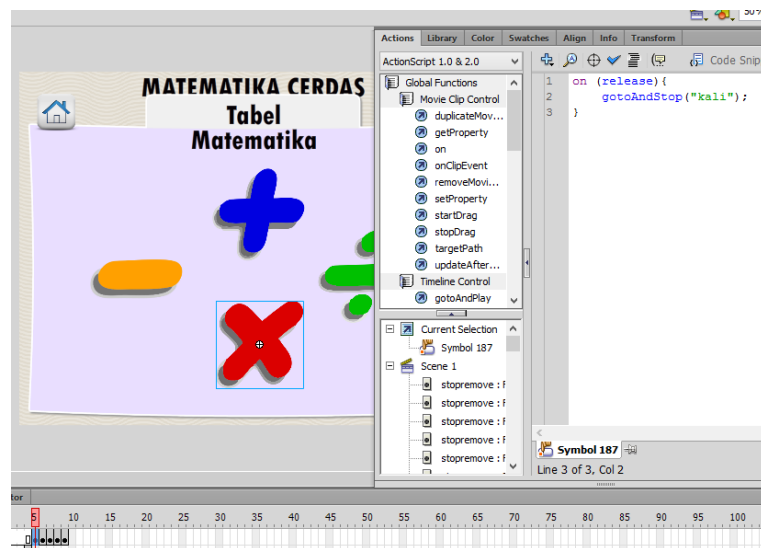 50%
Actions Library Color Swatches Align Info Transform
ActionScript 1.0 & 2.0
Code Snip
MATEMATIKA CERDAS
Tabel
Matematika
Global Functions
Movie Clip Control
duplicateMov...
getProperty
on
onClipEvent
removeMovi...
setProperty
startDrag
stopDrag
targetPath
updateAfter...
Timeline Control
gotoAndPlay
1 on (release){
2 gotoAndStop("kali");
3 }
Current Selection
Symbol 187
Scene 1
stopremove : F
stopremove : F
stopremove : F
stopremove : F
stopremove : F
Symbol 187
Line 3 of 3, Col 2
tor
5 10 15 20 25 30 35 40 45 50 55 60 65 70 75 80 85 90 95 100